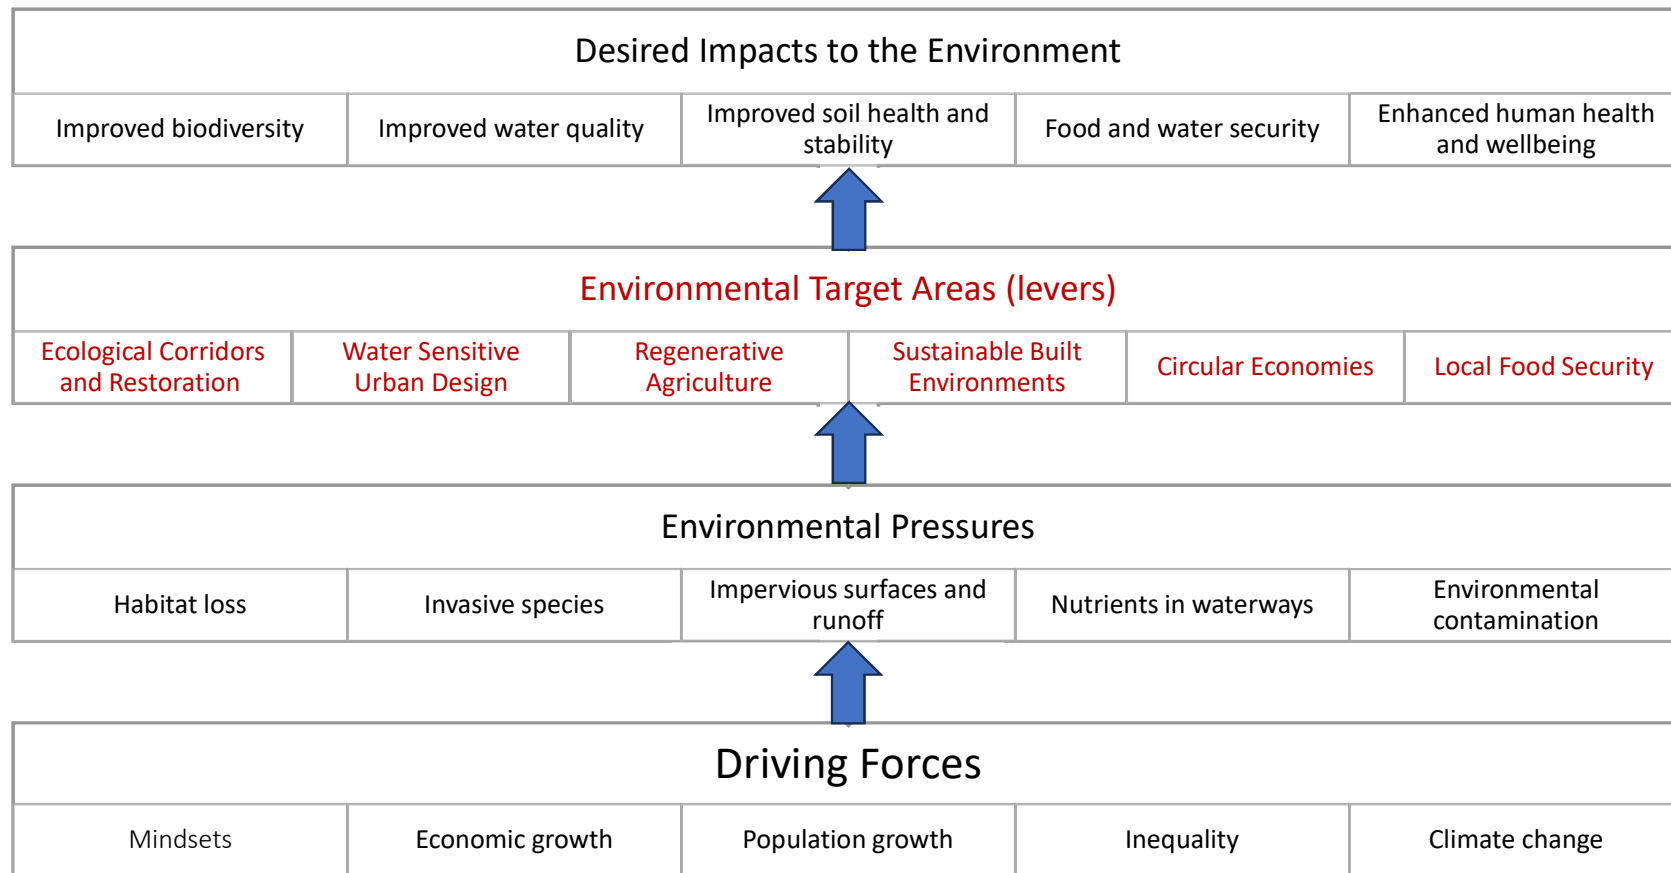 Desired Impacts to the Environment
Improved biodiversity
Improved water quality
Improved soil health and
stability
Food and water security
Enhanced human health
and wellbeing
Environmental Target Areas (levers)
Ecological Corridors
and Restoration
Water Sensitive
Urban Design
Regenerative
Agriculture
Sustainable Built
Environments
Circular Economies
Local Food Security
Environmental Pressures
Habitat loss
Invasive species
Impervious surfaces and
runoff
Nutrients in waterways
Environmental
contamination
Driving Forces
Mindsets
Economic growth
Population growth
Inequality
Climate change